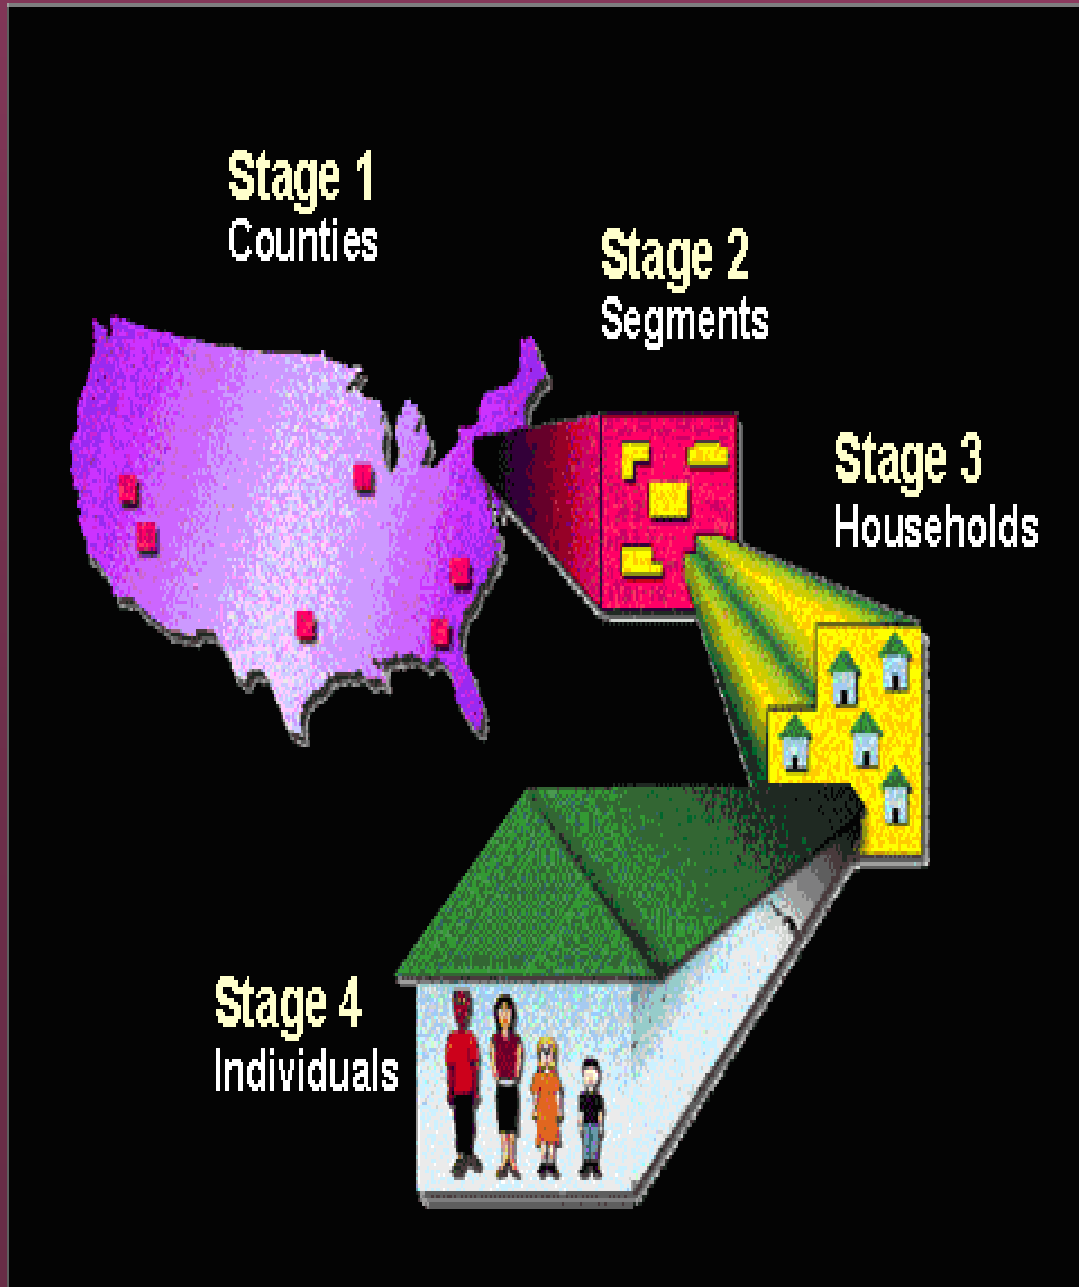 Stage 1
Counties
Stage 2
Segments
Stage 3
Households
Stage 4
Individuals